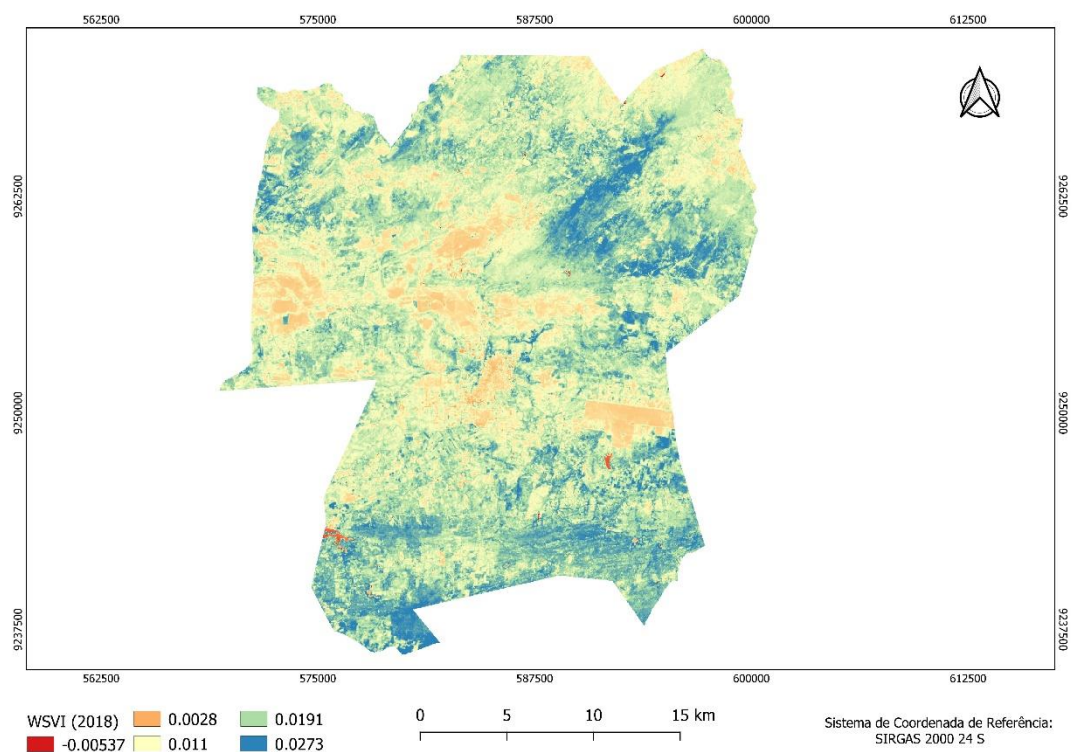 562500 575000 587500 600000 612500
9262500 9262500
9250000 9250000
9237500 9237500
562500 575000 587500 600000 612500
WSVI (2018) 0.0028 0.0191
-0.00537 0.011 0.0273
0 5 10 15 km
Sistema de Coordenada de Referência:
SIRGAS 2000 24 S